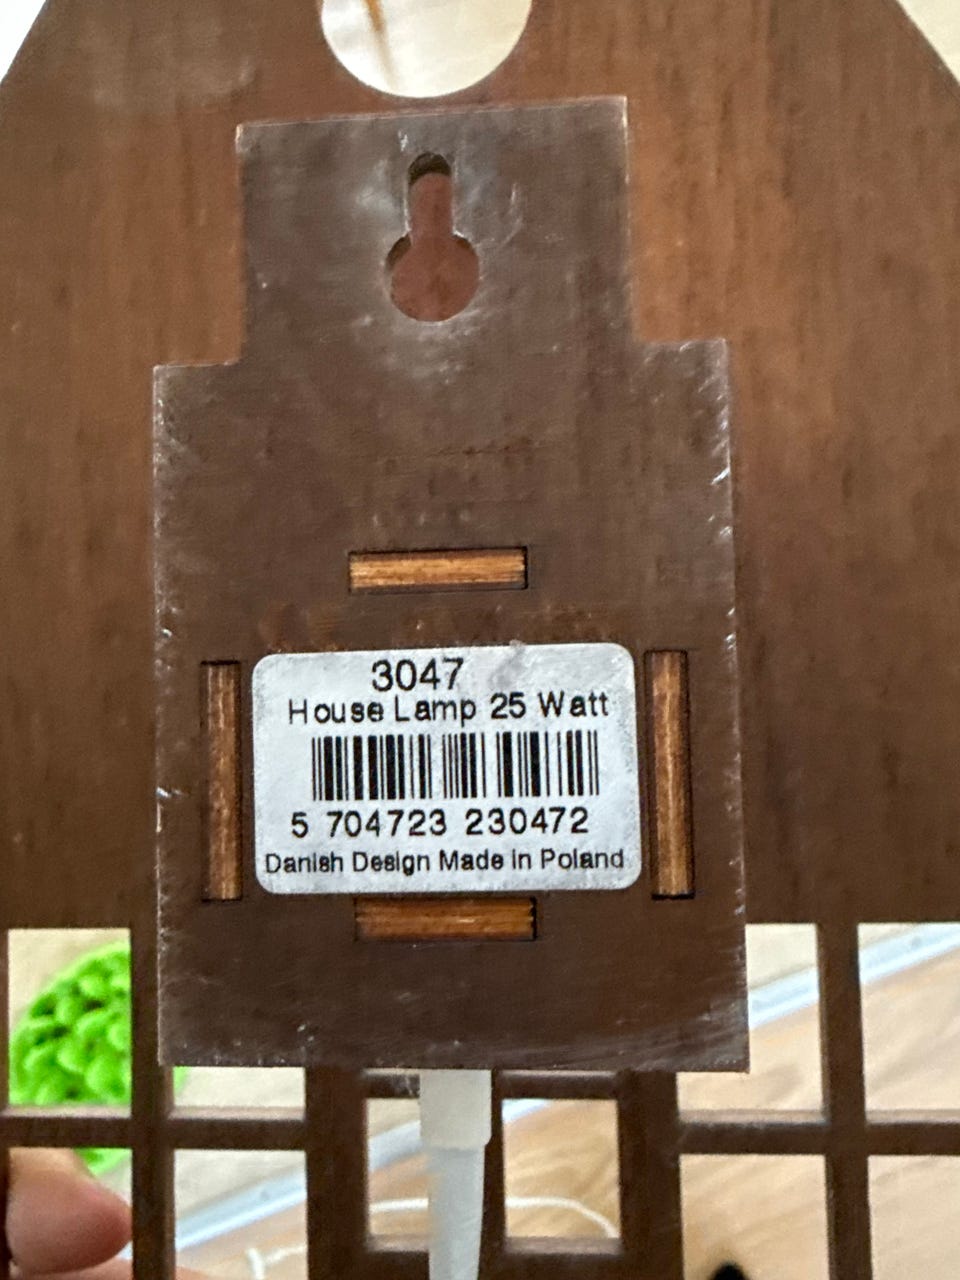 3047
House Lamp 25 Watt
5 704723 230472
Danish Design Made in Poland